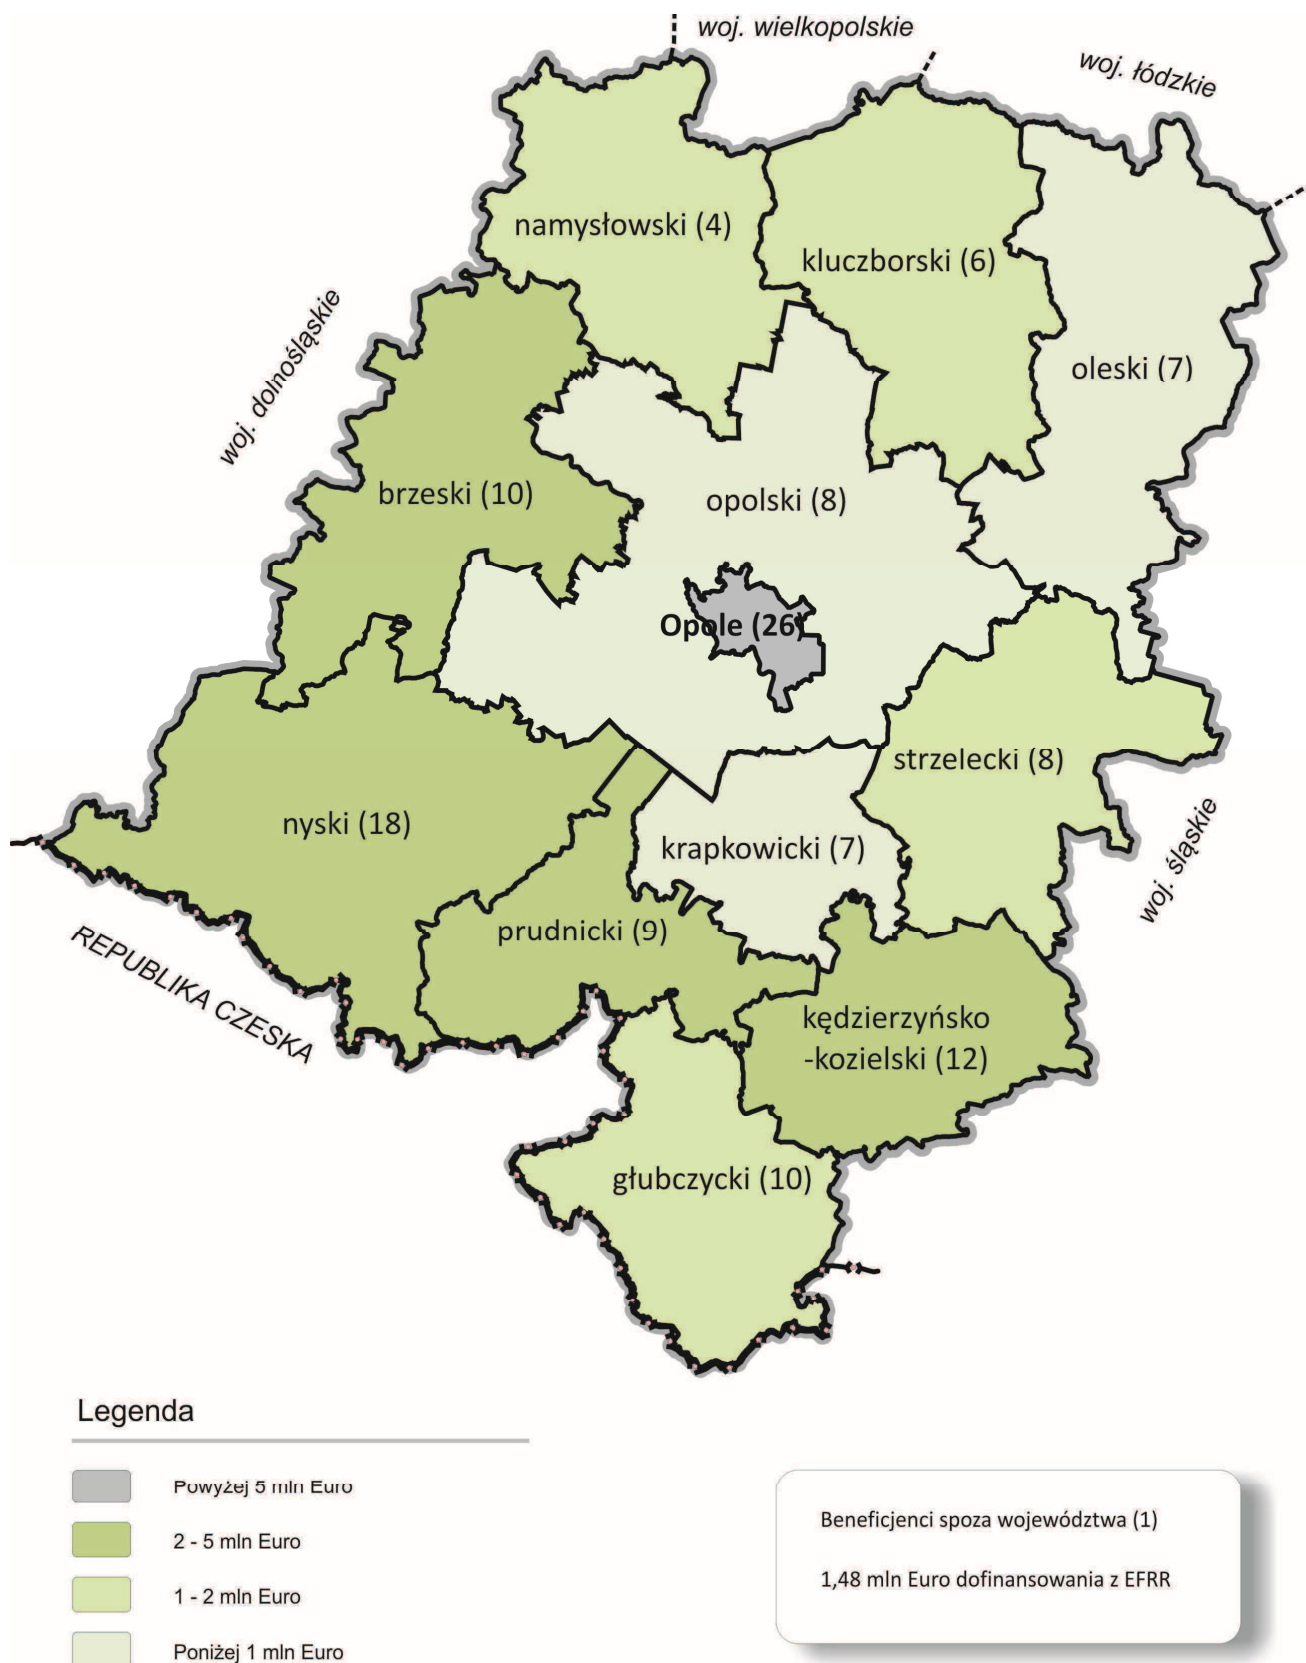 woj. wielkopolskie
woj. łódzkie
namysłowski (4)
kluczborski (6)
oleski (7)
woj. dolnośląskie
brzeski (10)
opolski (8)
Opole (26)
strzelecki (8)
nyski (18)
krapkowicki (7)
woj. śląskie
prudnicki (9)
REPUBLIKA CZESKA
kędzierzyńsko
-kozielski (12)
głubczycki (10)
Legenda
Powyżej 5 mln Euro
2 - 5 mln Euro
1 - 2 mln Euro
Poniżej 1 mln Euro
Beneficjenci spoza województwa (1)
1,48 mln Euro dofinansowania z EFRR